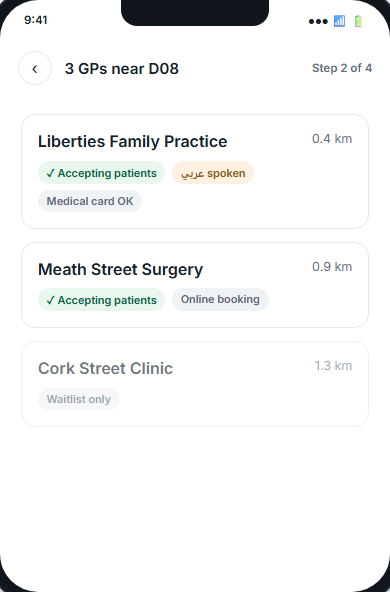 9:41
‹ 3 GPs near D08 Step 2 of 4
Liberties Family Practice 0.4 km
✓ Accepting patients عربي spoken
Medical card OK
Meath Street Surgery 0.9 km
✓ Accepting patients Online booking
Cork Street Clinic 1.3 km
Waitlist only